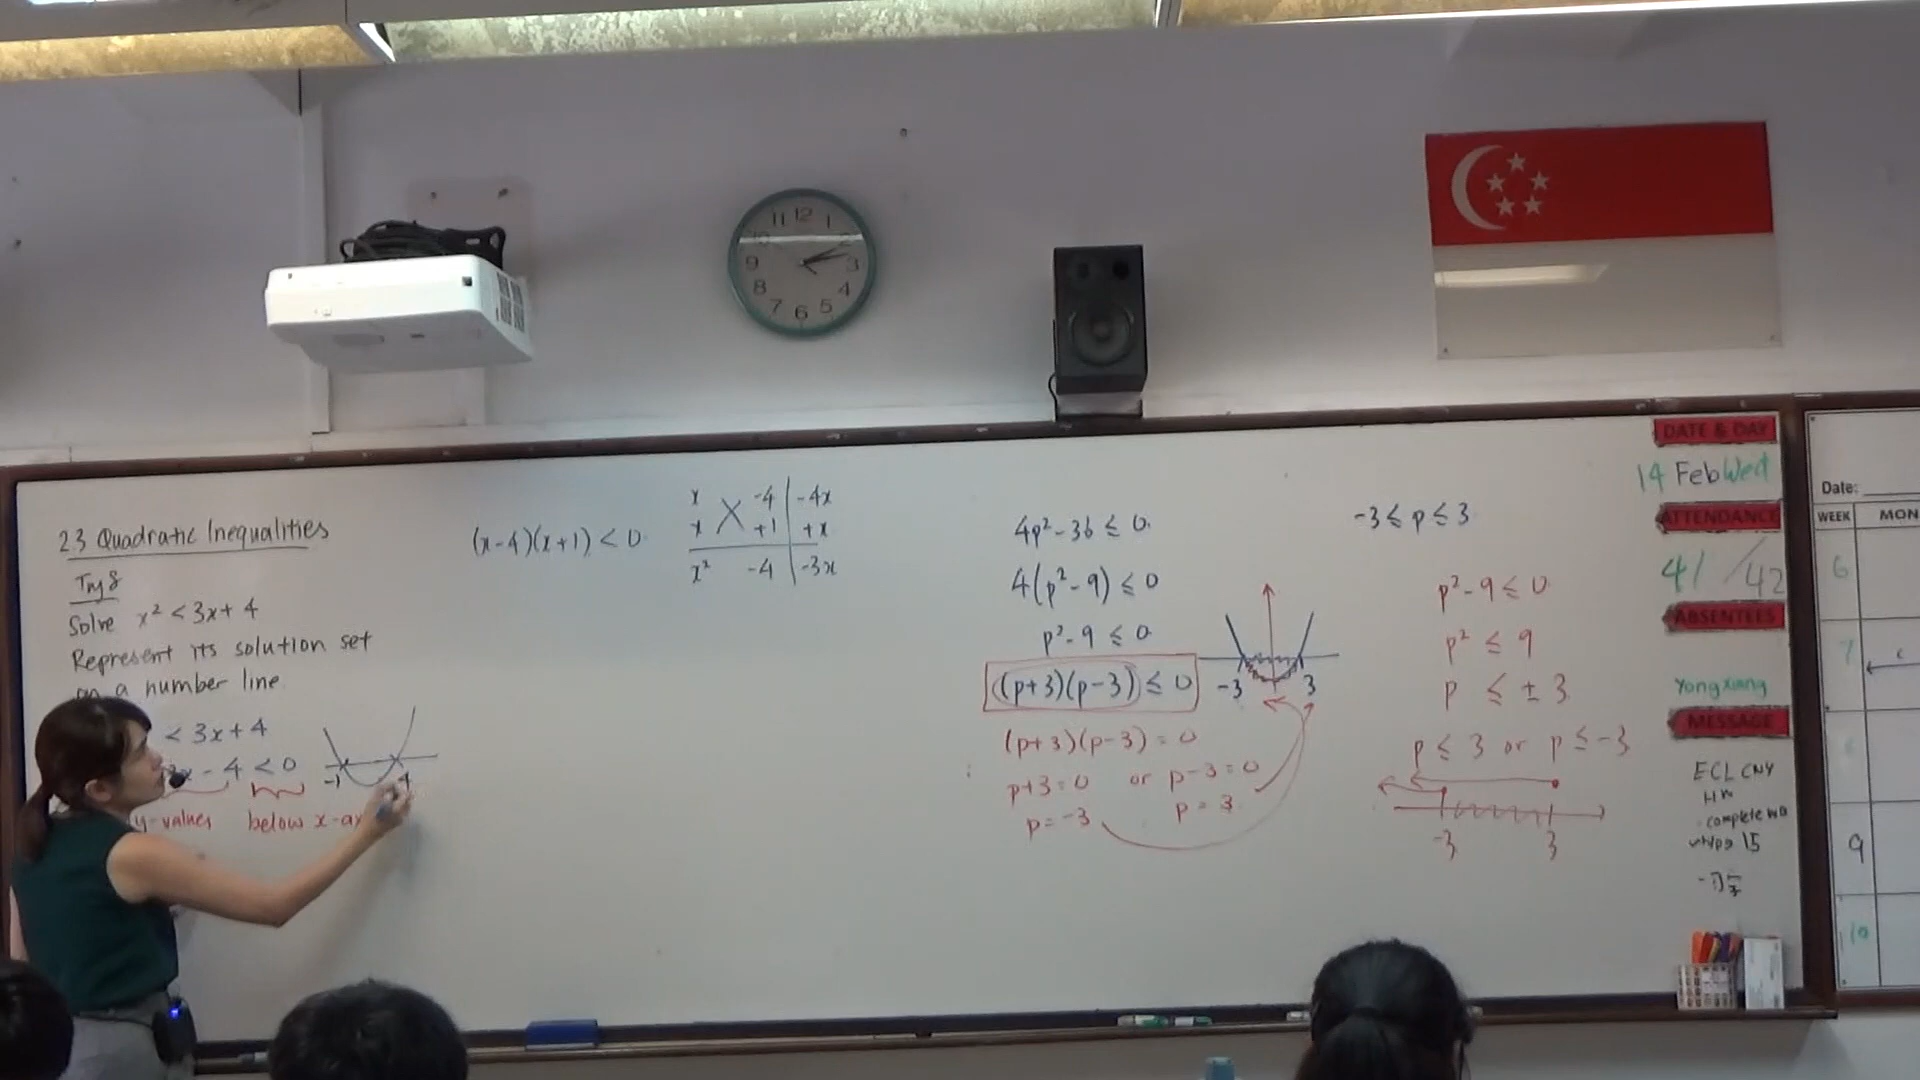 2.3 Quadratic Inequalities
Try 8
Solve x² < 3x + 4
Represent its solution set
on a number line
< 3x + 4
3x - 4 < 0
y-values below x-ax
-1 4
(x-4)(x+1) < 0
x -4 -4x
x +1 +x
x² -4 -3x
4p² - 36 ≤ 0
4(p² - 9) ≤ 0
p² - 9 ≤ 0
(p+3)(p-3) ≤ 0
-3 3
(p+3)(p-3) = 0
p+3 = 0 or p-3 = 0
p = -3 p = 3
-3 ≤ p ≤ 3
p² - 9 ≤ 0
p² ≤ 9
p ≤ ± 3
p ≤ 3 or p ≤ -3
-3 3
DATE & DAY
14 Feb Wed
ATTENDANCE
41 / 42
ABSENTEES
Yong Xiang
MESSAGE
ECL CNY
complete
15
Date:
WEEK MON
6
7
9
10
11 12 1 2 3 4 5 6 7 8 9 10